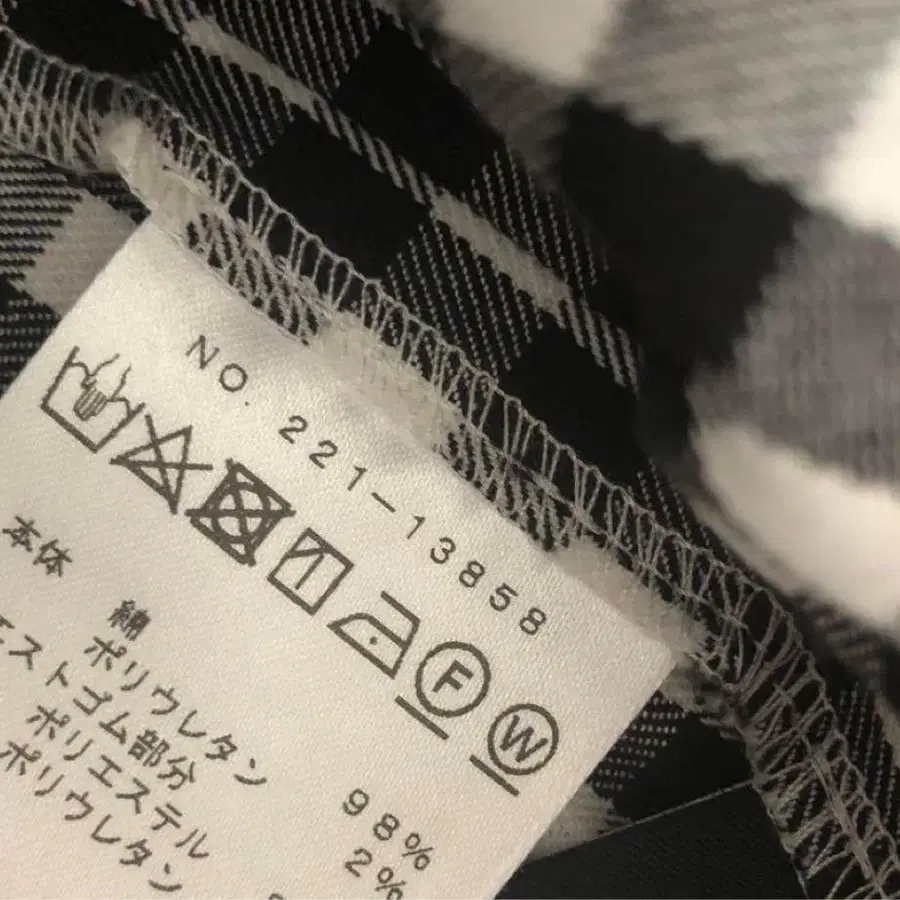 NO. 221-13858
F W
本体
綿 98%
ポリウレタン 2%
エストゴム部分
ポリエステル
ポリウレタン